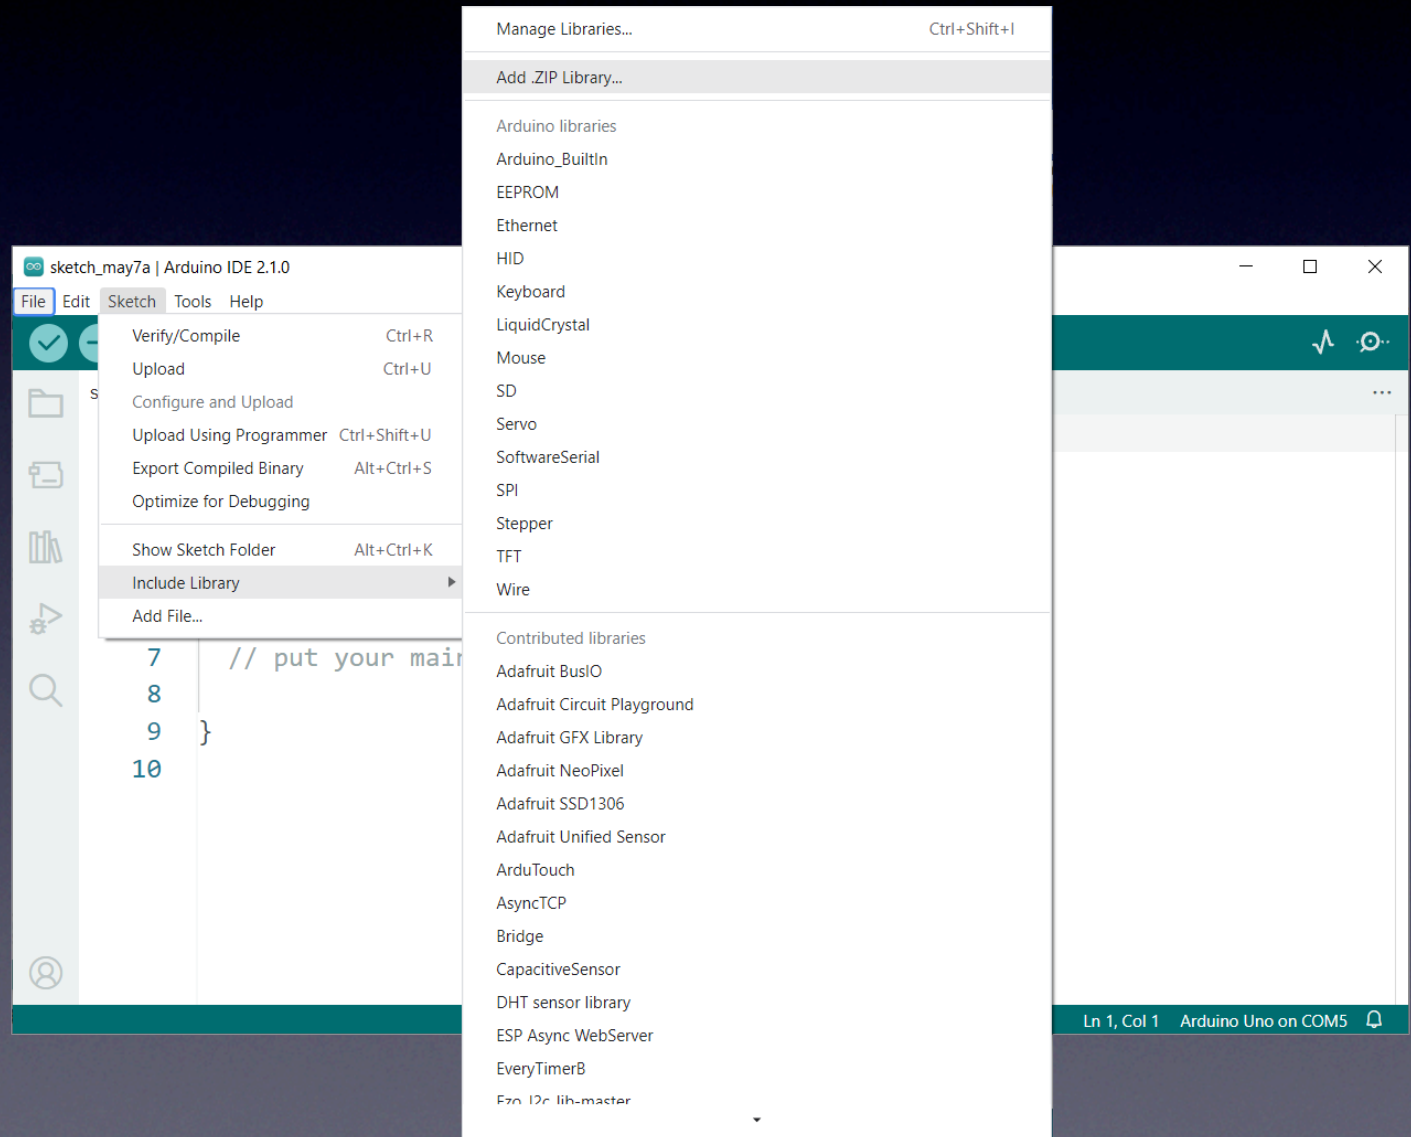 Manage Libraries... Ctrl+Shift+I
Add .ZIP Library...
Arduino libraries
Arduino_BuiltIn
EEPROM
Ethernet
HID
Keyboard
LiquidCrystal
Mouse
SD
Servo
SoftwareSerial
SPI
Stepper
TFT
Wire
Contributed libraries
Adafruit BusIO
Adafruit Circuit Playground
Adafruit GFX Library
Adafruit NeoPixel
Adafruit SSD1306
Adafruit Unified Sensor
ArduTouch
AsyncTCP
Bridge
CapacitiveSensor
DHT sensor library
ESP Async WebServer
EveryTimerB
Ezo_I2c_lib-master
sketch_may7a | Arduino IDE 2.1.0
File Edit Sketch Tools Help
Verify/Compile Ctrl+R
Upload Ctrl+U
Configure and Upload
Upload Using Programmer Ctrl+Shift+U
Export Compiled Binary Alt+Ctrl+S
Optimize for Debugging
Show Sketch Folder Alt+Ctrl+K
Include Library
Add File...
s
7 // put your main
8
9 }
10
Ln 1, Col 1 Arduino Uno on COM5